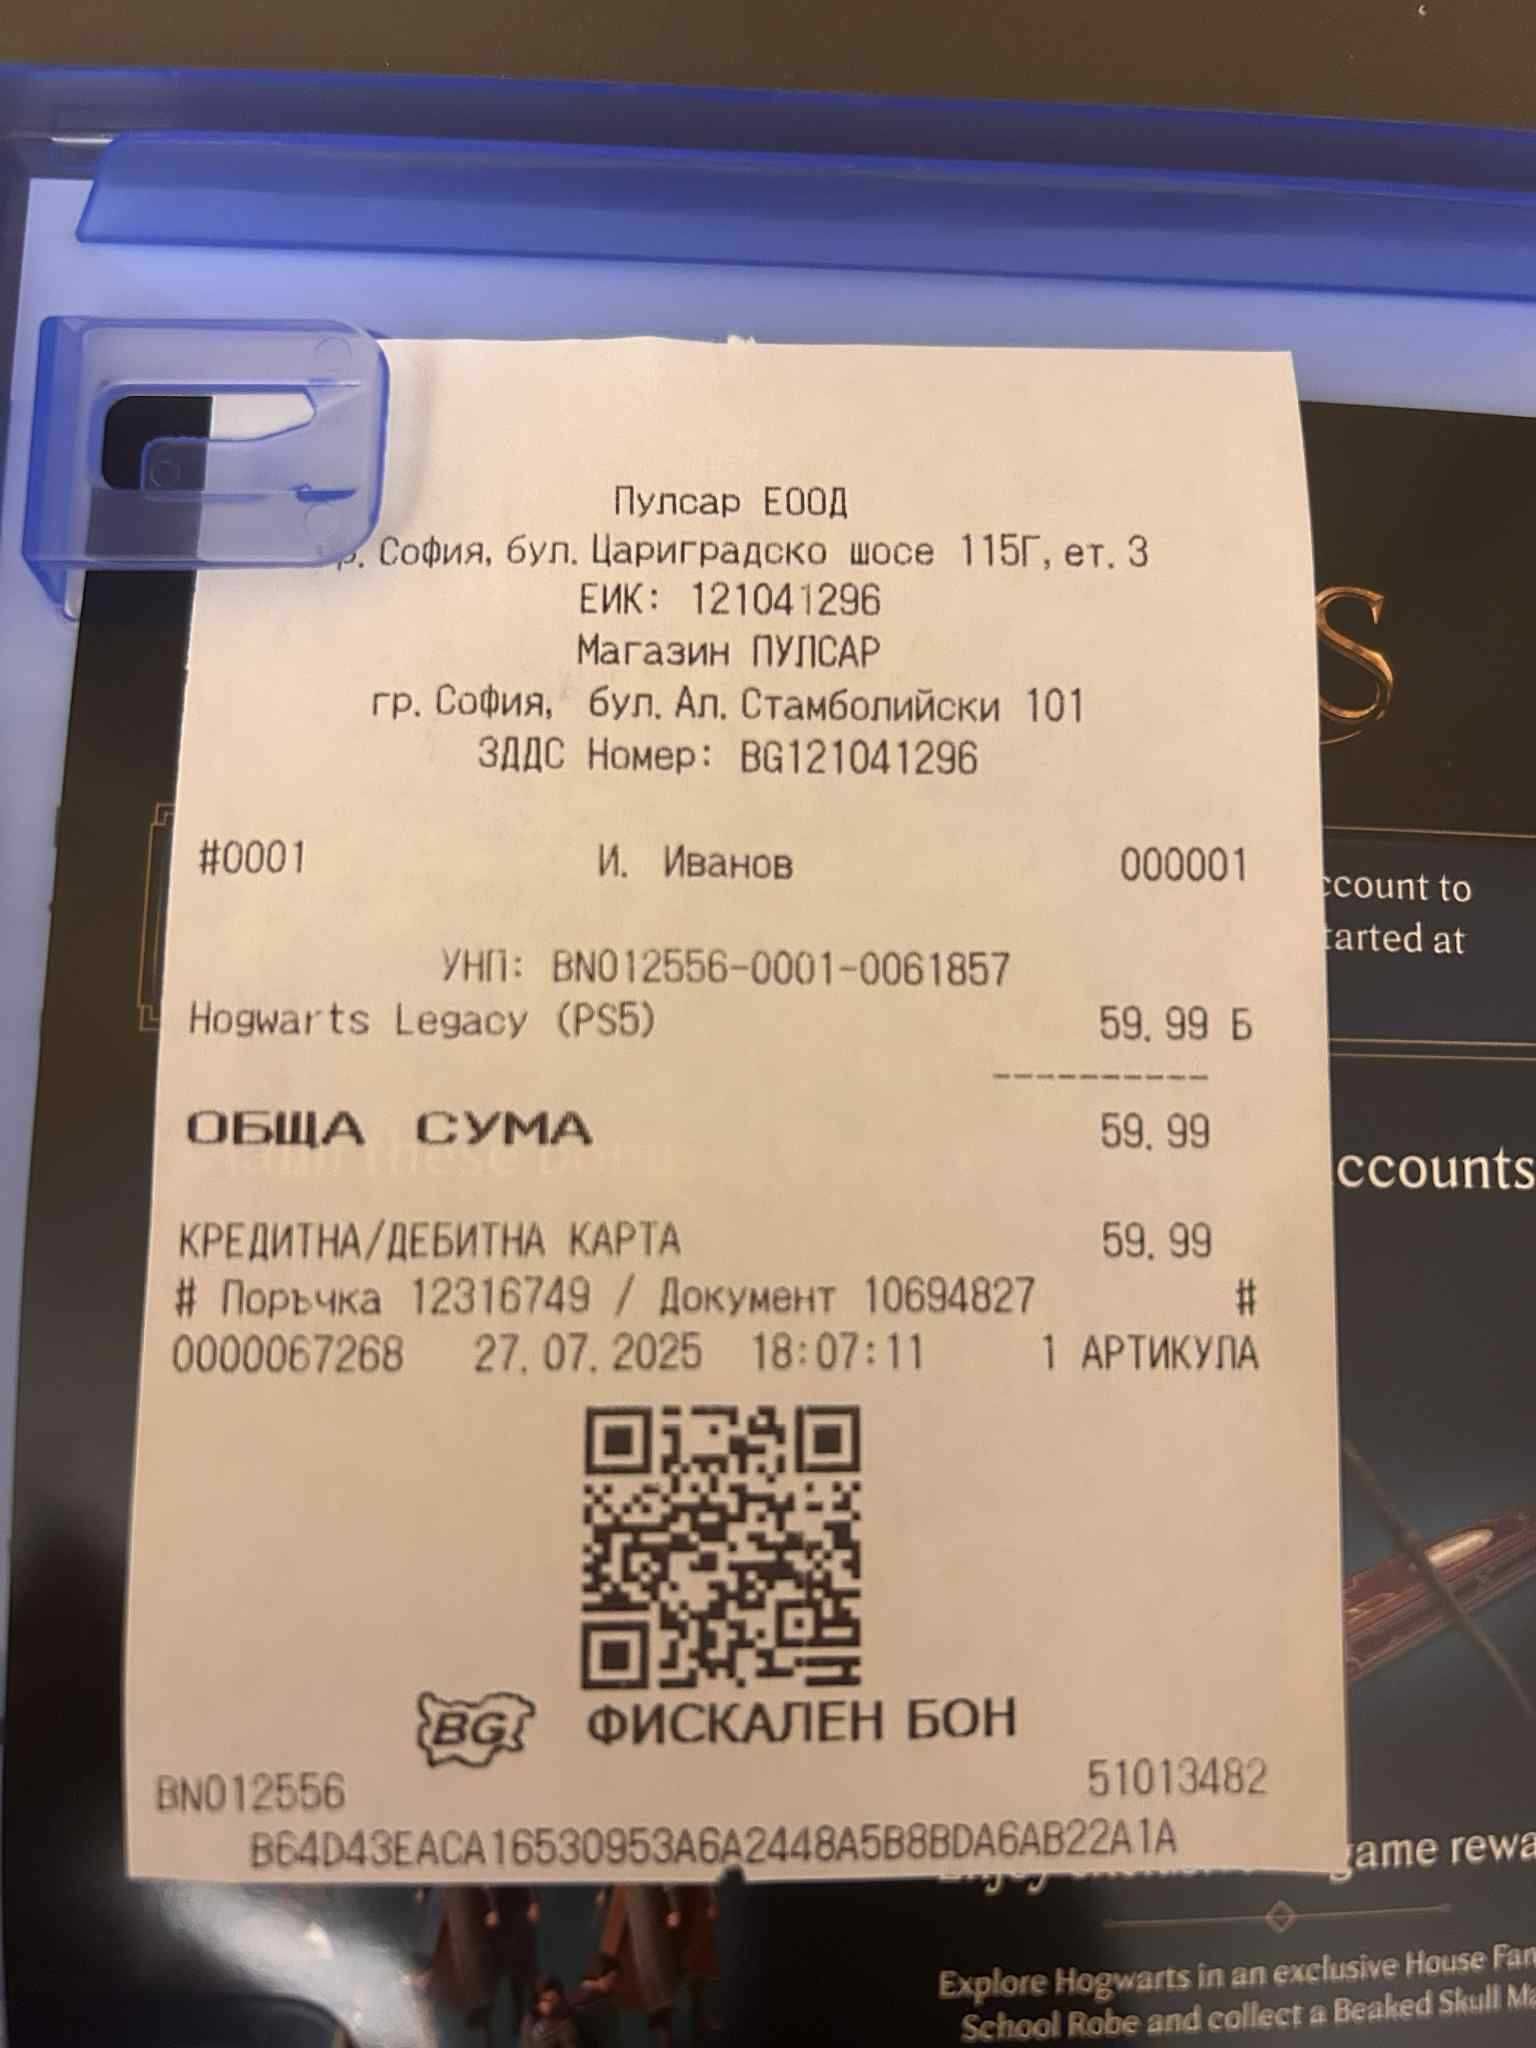 Пулсар ЕООД
София, бул. Цариградско шосе 115Г, ет. 3
ЕИК: 121041296
Магазин ПУЛСАР
гр. София, бул. Ал. Стамболийски 101
ЗДДС Номер: BG121041296
#0001 И. Иванов 000001
УНП: BN012556-0001-0061857
Hogwarts Legacy (PS5) 59.99 Б
----------
ОБЩА СУМА 59.99
КРЕДИТНА/ДЕБИТНА КАРТА 59.99
# Поръчка 12316749 / Документ 10694827 #
0000067268 27.07.2025 18:07:11 1 АРТИКУЛА
BG ФИСКАЛЕН БОН
BN012556 51013482
B64D43EACA16530953A6A2448A5B8BDA6AB22A1A
S
ccount to
tarted at
ccounts
game rewa
Explore Hogwarts in an exclusive House Fan
School Robe and collect a Beaked Skull Ma